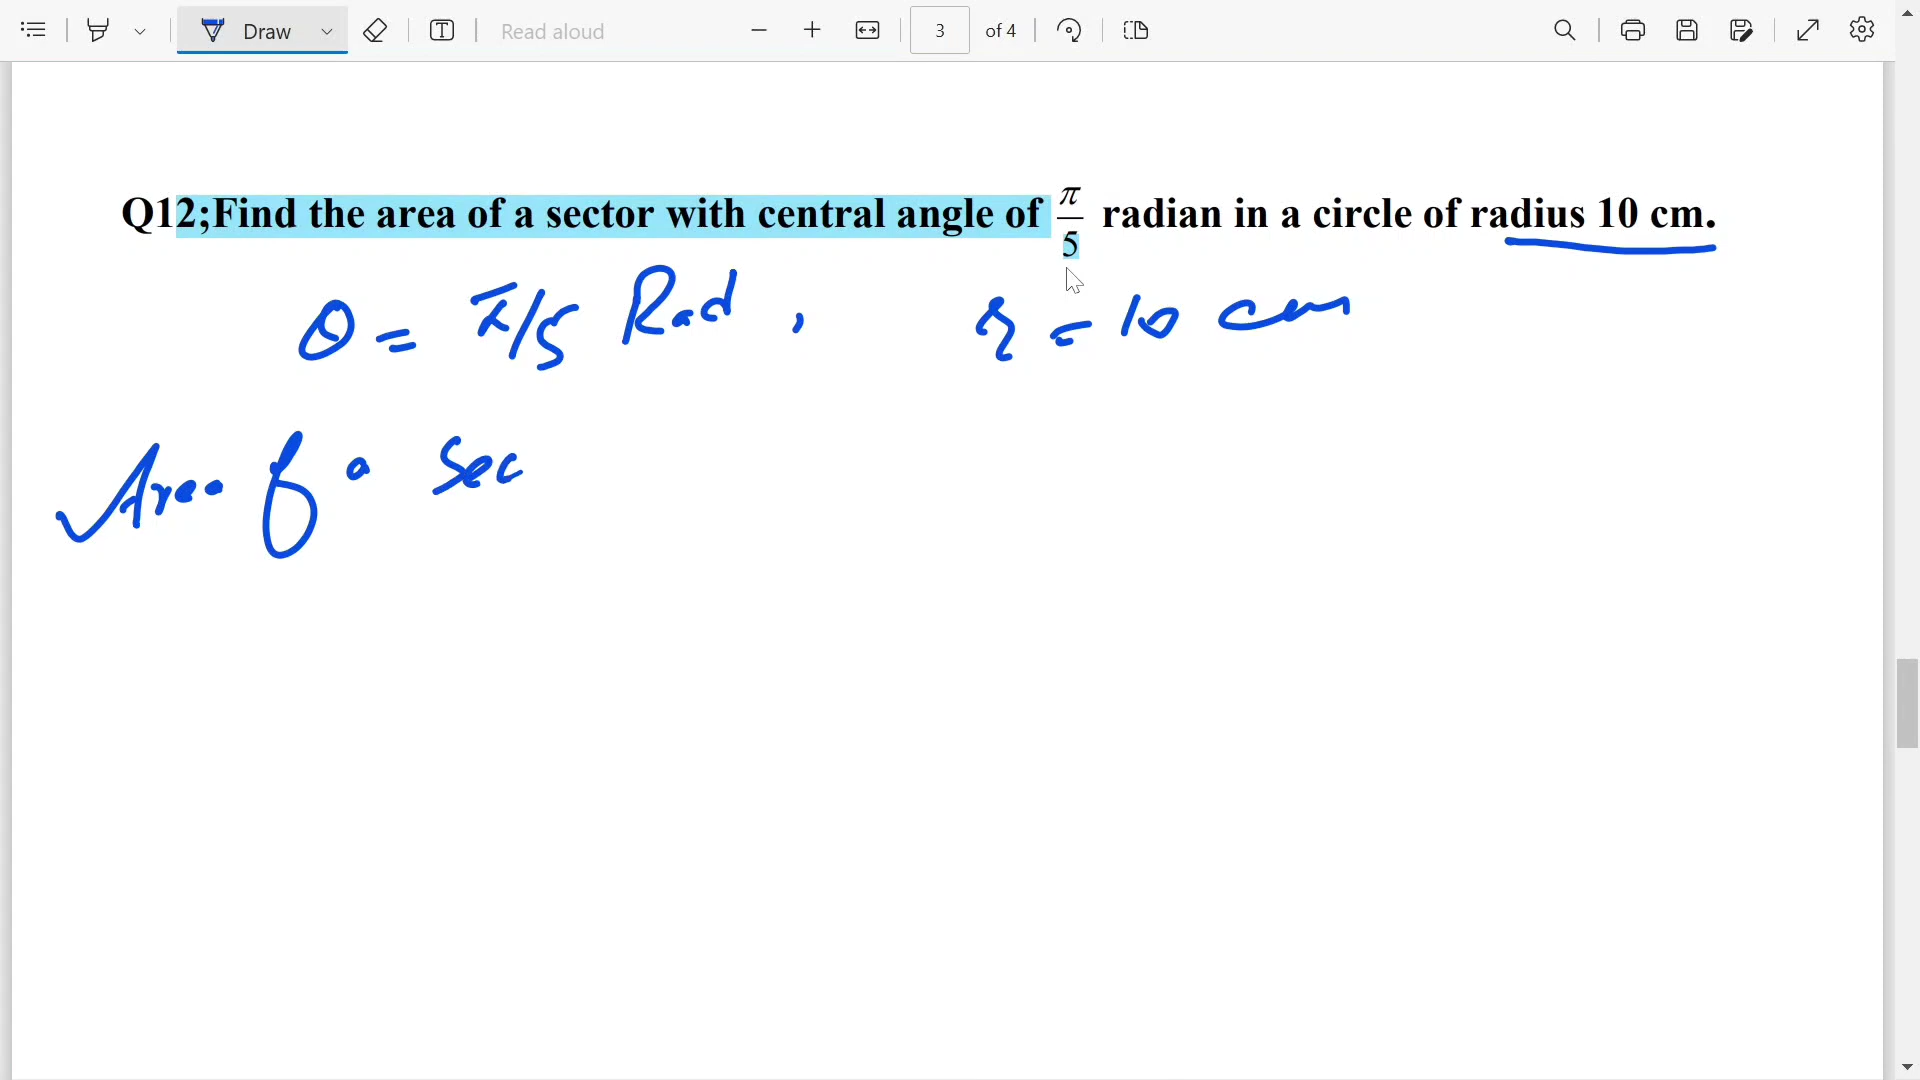 Draw Read aloud 3 of 4
Q12;Find the area of a sector with central angle of π/5 radian in a circle of radius 10 cm.
θ = π/5 Rad , r = 10 cm
Area of a Sec